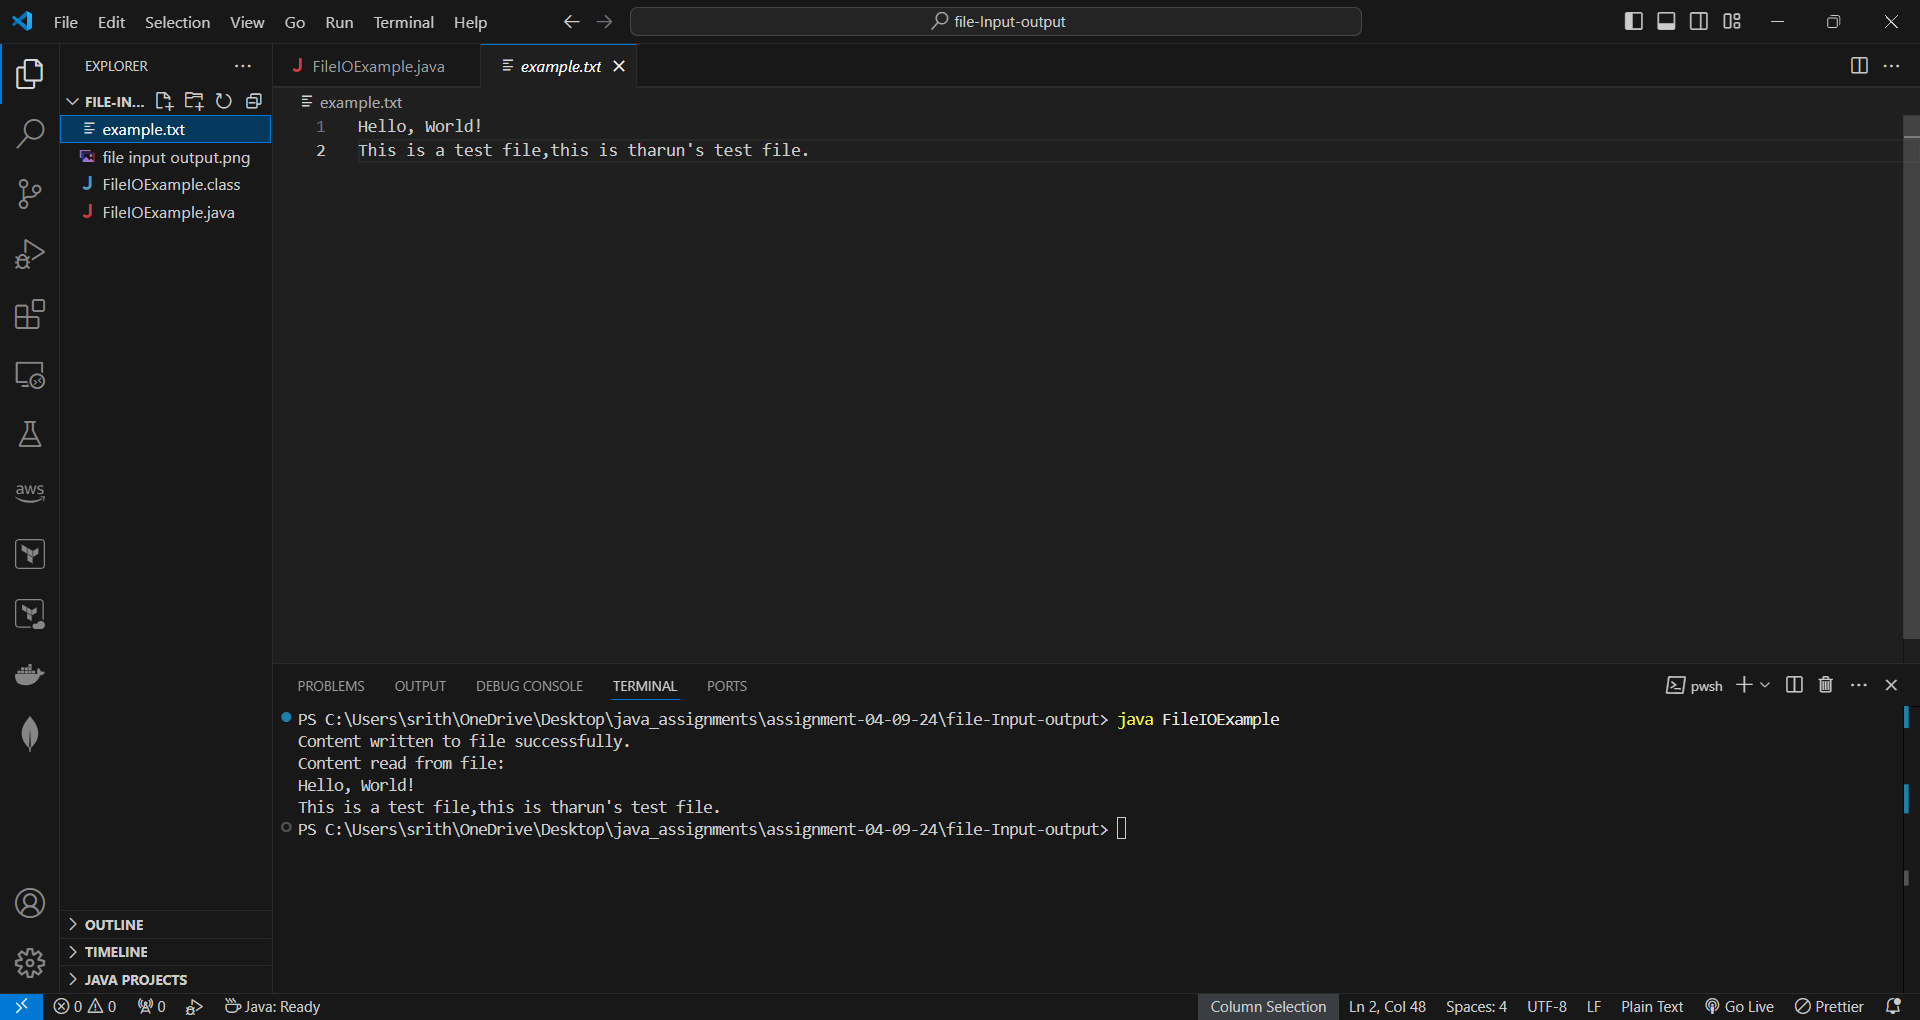 File Edit Selection View Go Run Terminal Help
file-Input-output
EXPLORER
FileIOExample.java
example.txt
FILE-IN...
example.txt
file input output.png
FileIOExample.class
FileIOExample.java
example.txt
1 Hello, World!
2 This is a test file,this is tharun's test file.
aws
PROBLEMS OUTPUT DEBUG CONSOLE TERMINAL PORTS
pwsh
PS C:\Users\srith\OneDrive\Desktop\java_assignments\assignment-04-09-24\file-Input-output> java FileIOExample
Content written to file successfully.
Content read from file:
Hello, World!
This is a test file,this is tharun's test file.
PS C:\Users\srith\OneDrive\Desktop\java_assignments\assignment-04-09-24\file-Input-output>
OUTLINE
TIMELINE
JAVA PROJECTS
0 0 0 Java: Ready
Column Selection Ln 2, Col 48 Spaces: 4 UTF-8 LF Plain Text Go Live Prettier